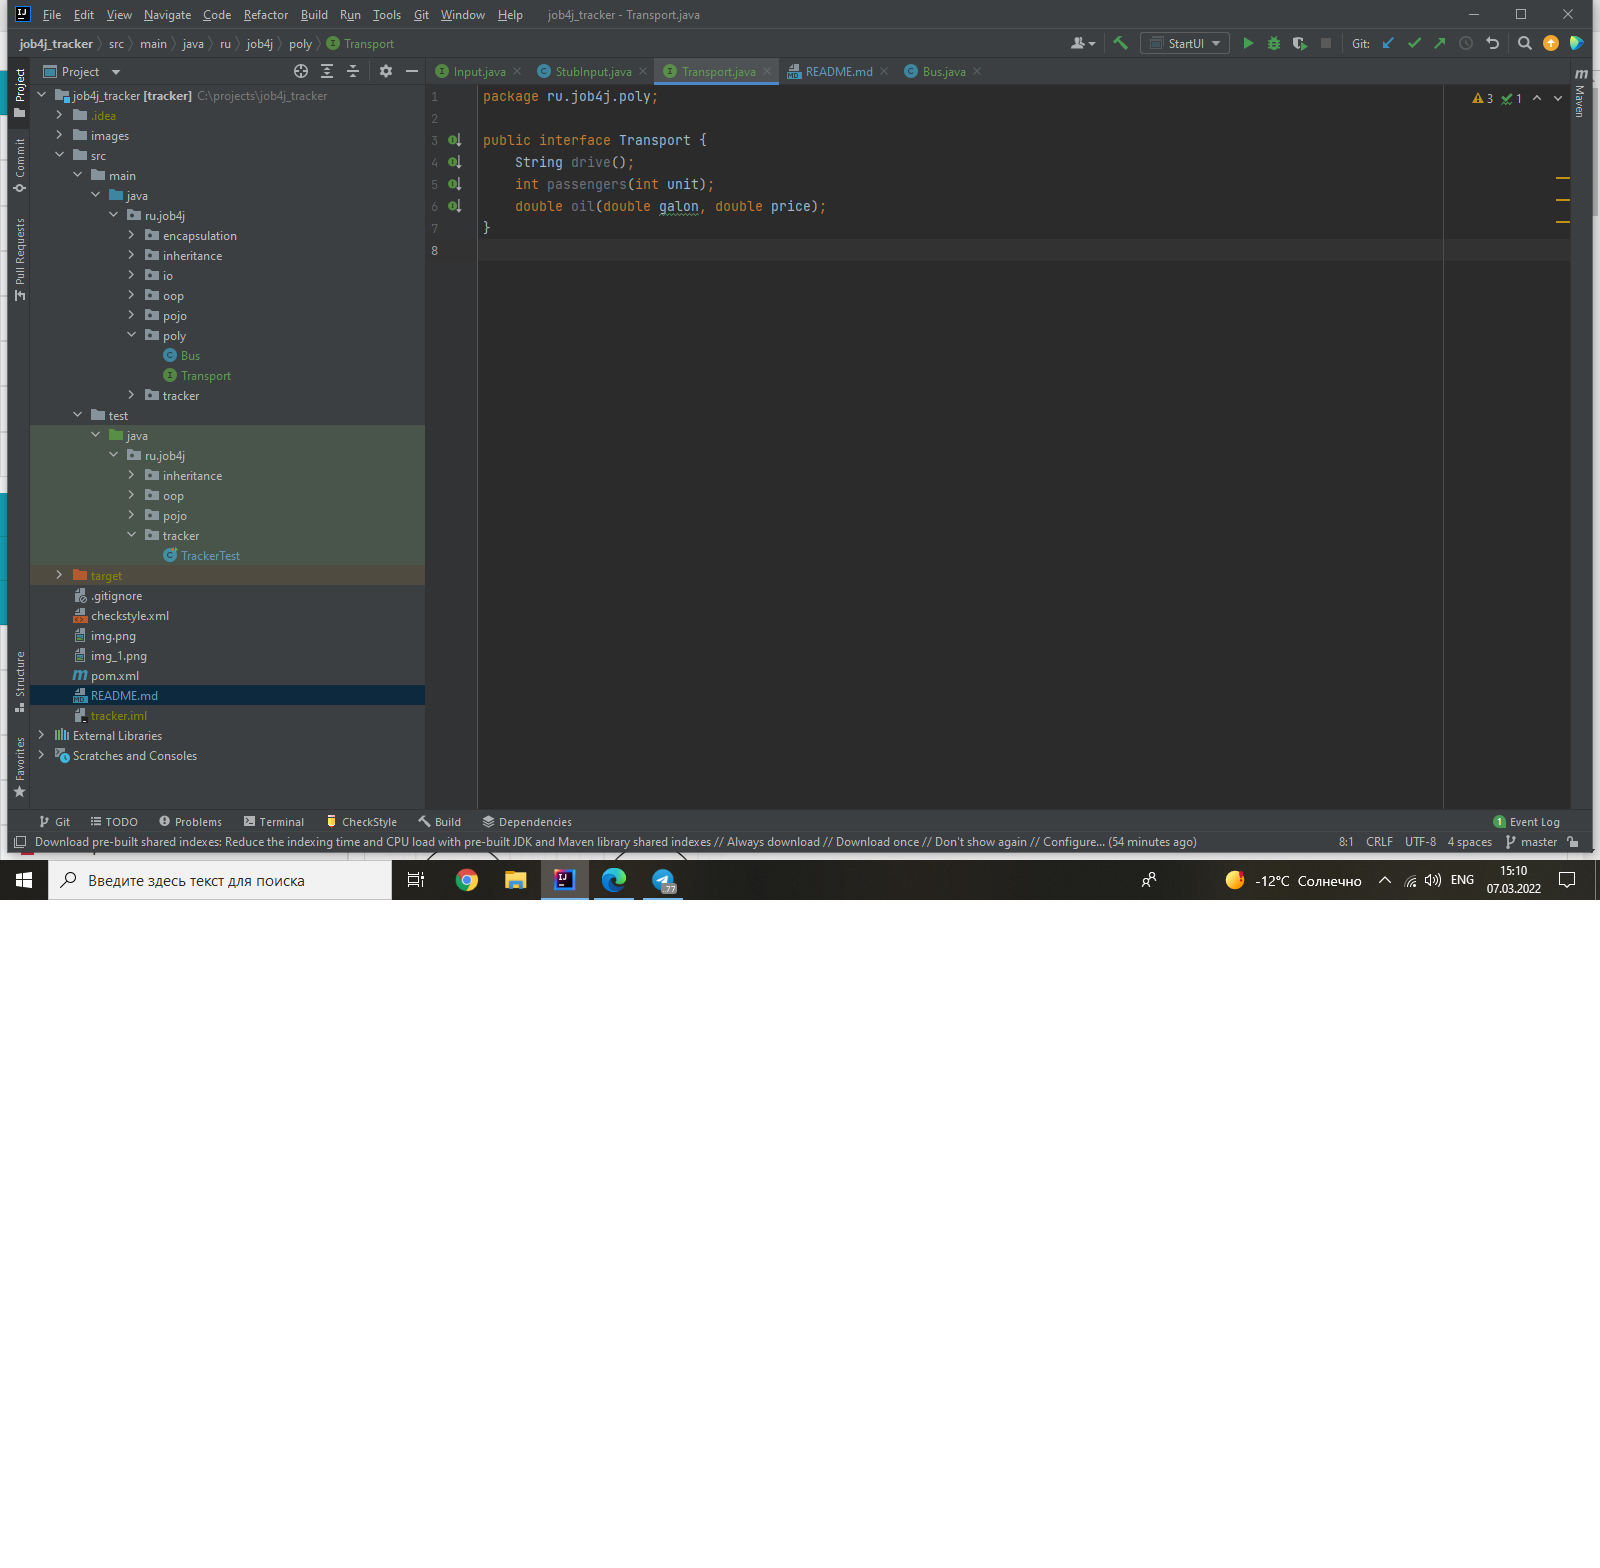 File Edit View Navigate Code Refactor Build Run Tools Git Window Help job4j_tracker - Transport.java
job4j_tracker src main java ru job4j poly Transport
StartUI Git:
Project
Input.java StubInput.java Transport.java README.md Bus.java
job4j_tracker [tracker] C:\projects\job4j_tracker
.idea
images
src
main
java
ru.job4j
encapsulation
inheritance
io
oop
pojo
poly
Bus
Transport
tracker
test
java
ru.job4j
inheritance
oop
pojo
tracker
TrackerTest
target
.gitignore
checkstyle.xml
img.png
img_1.png
pom.xml
README.md
tracker.iml
External Libraries
Scratches and Consoles
Project
Commit
Pull Requests
Structure
Favorites
1 package ru.job4j.poly;
2
3 public interface Transport {
4 String drive();
5 int passengers(int unit);
6 double oil(double galon, double price);
7 }
8
3 1
Maven
Git TODO Problems Terminal CheckStyle Build Dependencies 1 Event Log
Download pre-built shared indexes: Reduce the indexing time and CPU load with pre-built JDK and Maven library shared indexes // Always download // Download once // Don't show again // Configure... (54 minutes ago) 8:1 CRLF UTF-8 4 spaces master
Введите здесь текст для поиска
.77
-12°C Солнечно ENG
15:10
07.03.2022